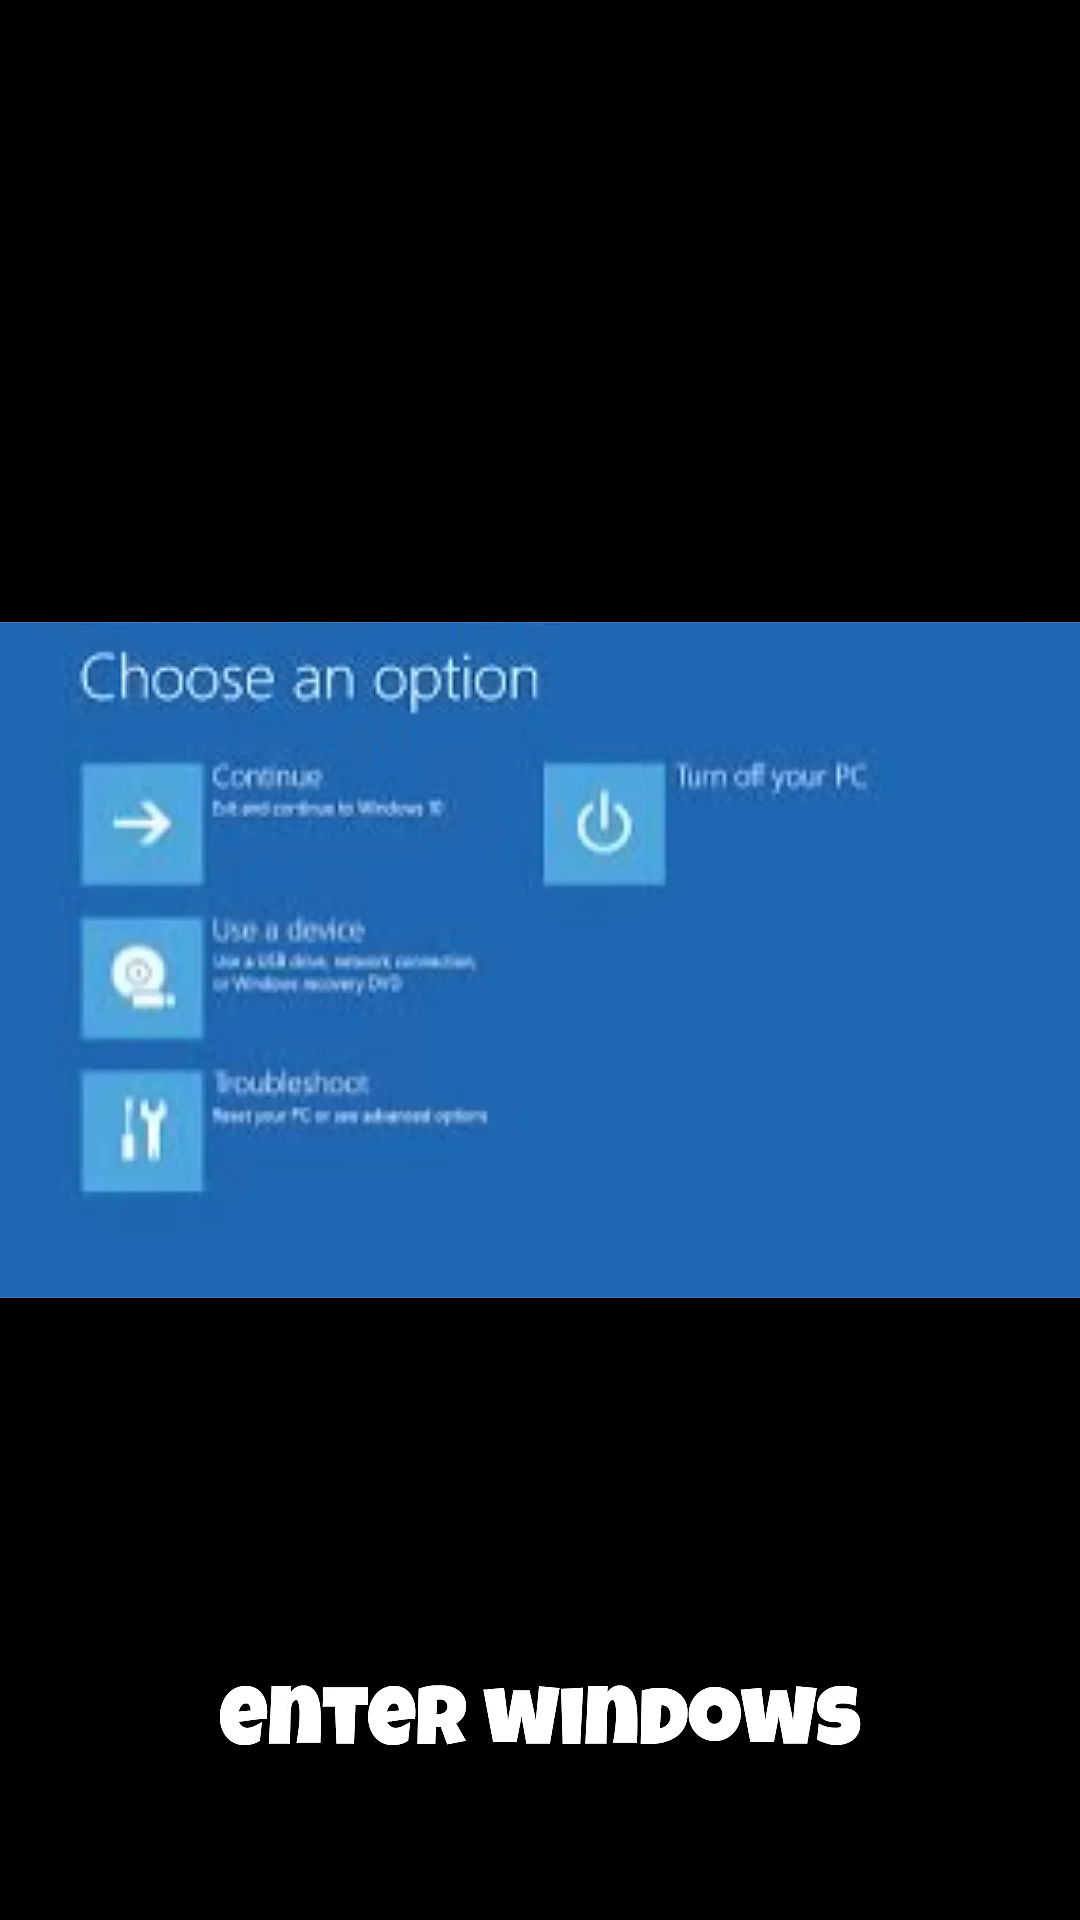 Choose an option
Continue
Exit and continue to Windows 10
Turn off your PC
Use a device
Use a USB drive, network connection,
or Windows recovery DVD
Troubleshoot
Reset your PC or see advanced options
enter windows